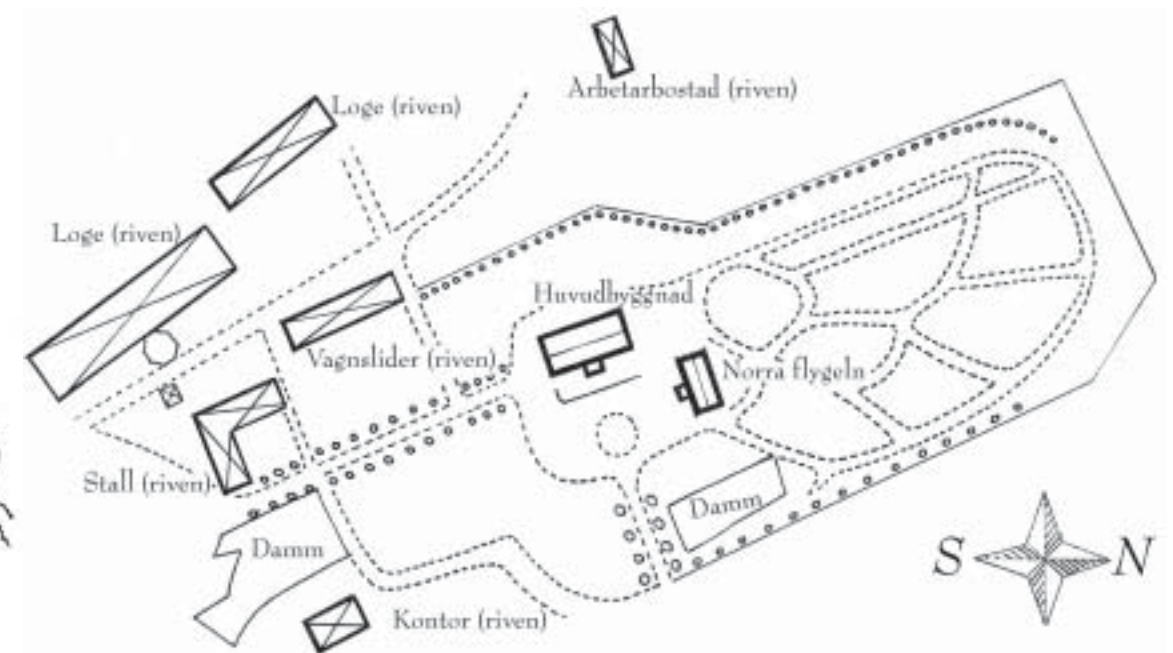 Arbetarbostad (riven)
Loge (riven)
Loge (riven)
Huvudbyggnad
Vagnslider (riven)
Norra flygeln
Stall (riven)
Damm
Damm
S N
Kontor (riven)